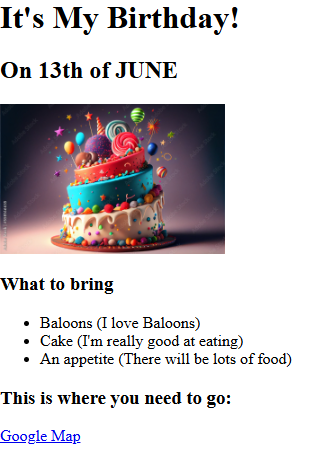 It's My Birthday!
On 13th of JUNE
What to bring
Baloons (I love Baloons)
Cake (I'm really good at eating)
An appetite (There will be lots of food)
This is where you need to go:
Google Map